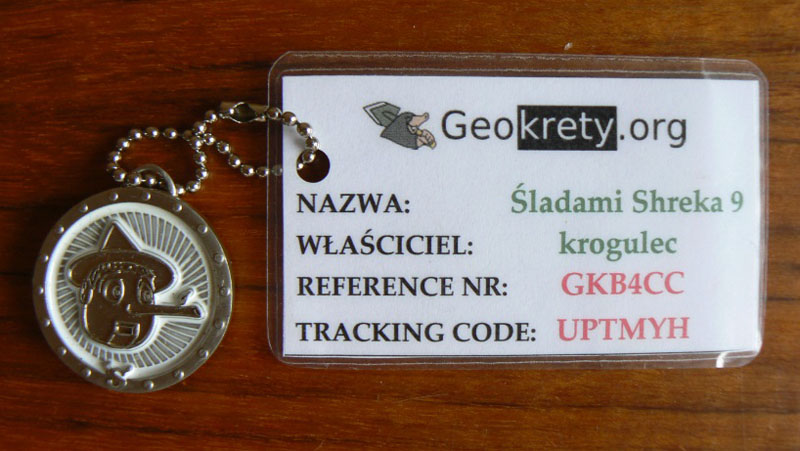 Geokrety.org
NAZWA: Śladami Shreka 9
WŁAŚCICIEL: krogulec
REFERENCE NR: GKB4CC
TRACKING CODE: UPTMYH